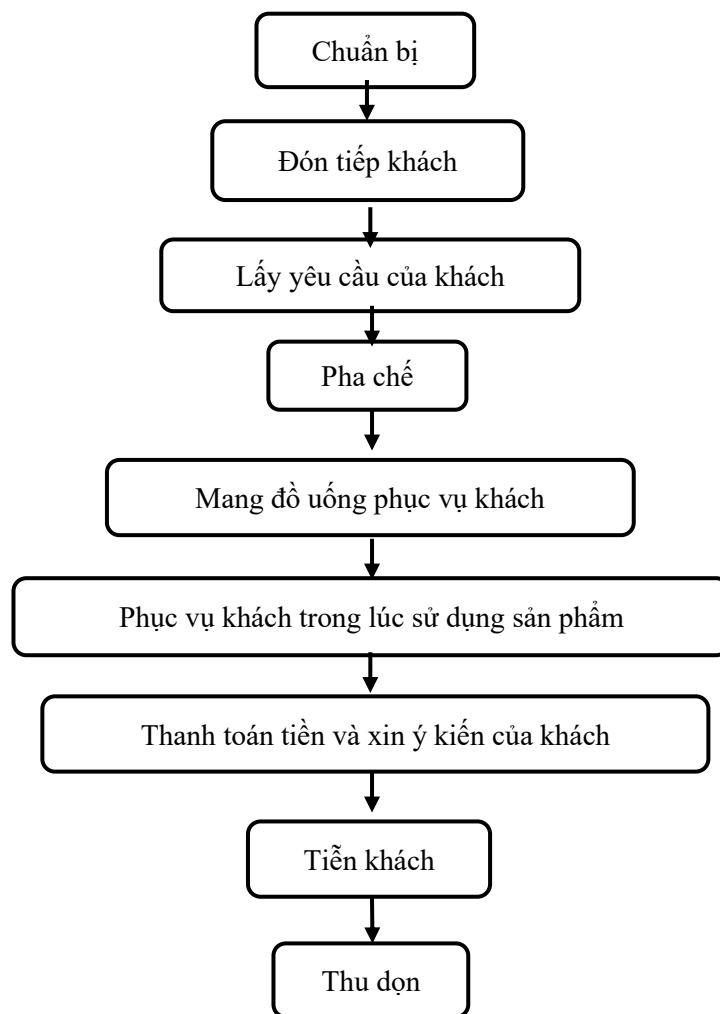 Chuẩn bị
Đón tiếp khách
Lấy yêu cầu của khách
Pha chế
Mang đồ uống phục vụ khách
Phục vụ khách trong lúc sử dụng sản phẩm
Thanh toán tiền và xin ý kiến của khách
Tiễn khách
Thu dọn